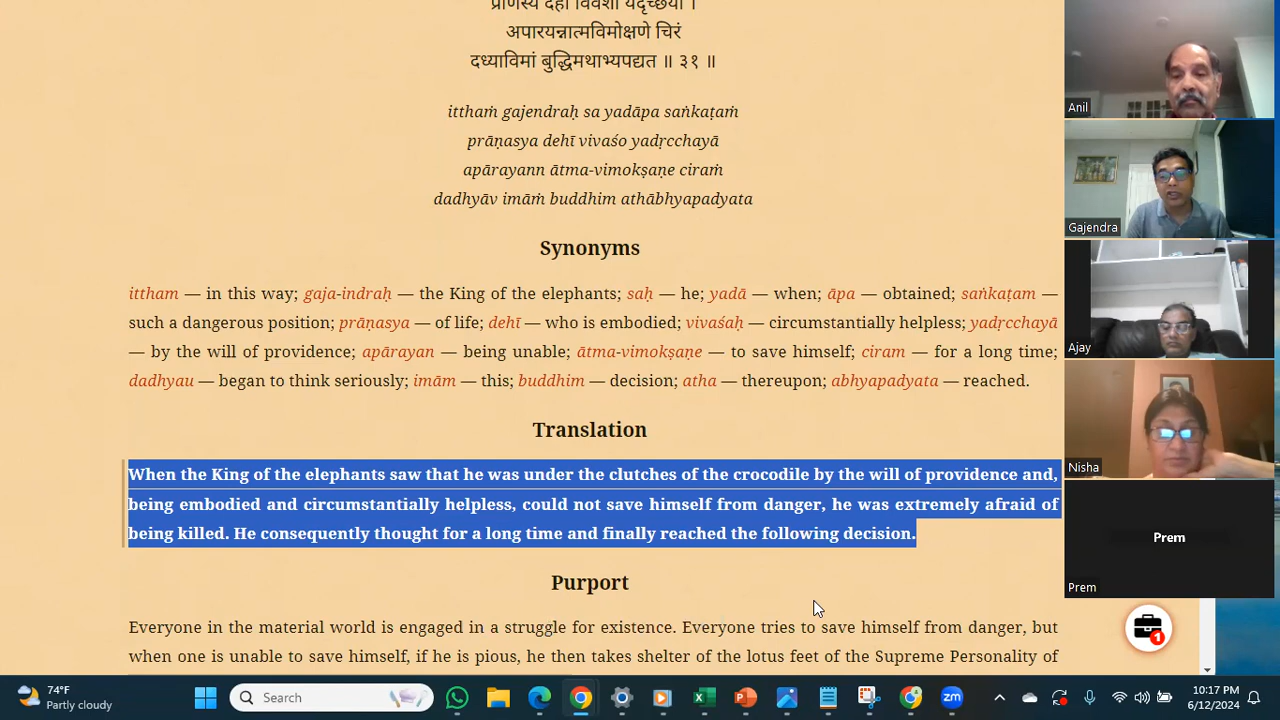 प्राणस्य देही विवशो यदृच्छया ।
अपारयन्नात्मविमोक्षणे चिरं
दध्याविमां बुद्धिमथाभ्यपद्यत ॥ ३१ ॥
itthaṁ gajendraḥ sa yadāpa saṅkaṭaṁ
prāṇasya dehī vivaśo yadṛcchayā
apārayann ātma-vimokṣaṇe ciraṁ
dadhyāv imāṁ buddhim athābhyapadyata
Synonyms
ittham — in this way; gaja-indraḥ — the King of the elephants; saḥ — he; yadā — when; āpa — obtained; saṅkaṭam —
such a dangerous position; prāṇasya — of life; dehī — who is embodied; vivaśaḥ — circumstantially helpless; yadṛcchayā
— by the will of providence; apārayan — being unable; ātma-vimokṣaṇe — to save himself; ciram — for a long time;
dadhyau — began to think seriously; imām — this; buddhim — decision; atha — thereupon; abhyapadyata — reached.
Translation
When the King of the elephants saw that he was under the clutches of the crocodile by the will of providence and,
being embodied and circumstantially helpless, could not save himself from danger, he was extremely afraid of
being killed. He consequently thought for a long time and finally reached the following decision.
Purport
Everyone in the material world is engaged in a struggle for existence. Everyone tries to save himself from danger, but
when one is unable to save himself, if he is pious, he then takes shelter of the lotus feet of the Supreme Personality of
Anil
Gajendra
Ajay
Nisha
Prem
Prem
1
74°F
Partly cloudy
Search
zm
10:17 PM
6/12/2024